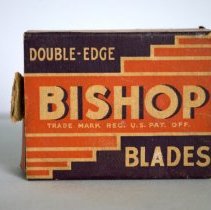 DOUBLE-EDGE
BISHOP
TRADE MARK REG. U.S. PAT. OFF.
BLADES